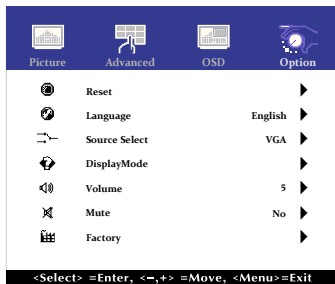 Picture Advanced OSD Option
Reset
Language English
Source Select VGA
DisplayMode
Volume 5
Mute No
Factory
<Select> =Enter, <–,+> =Move, <Menu>=Exit